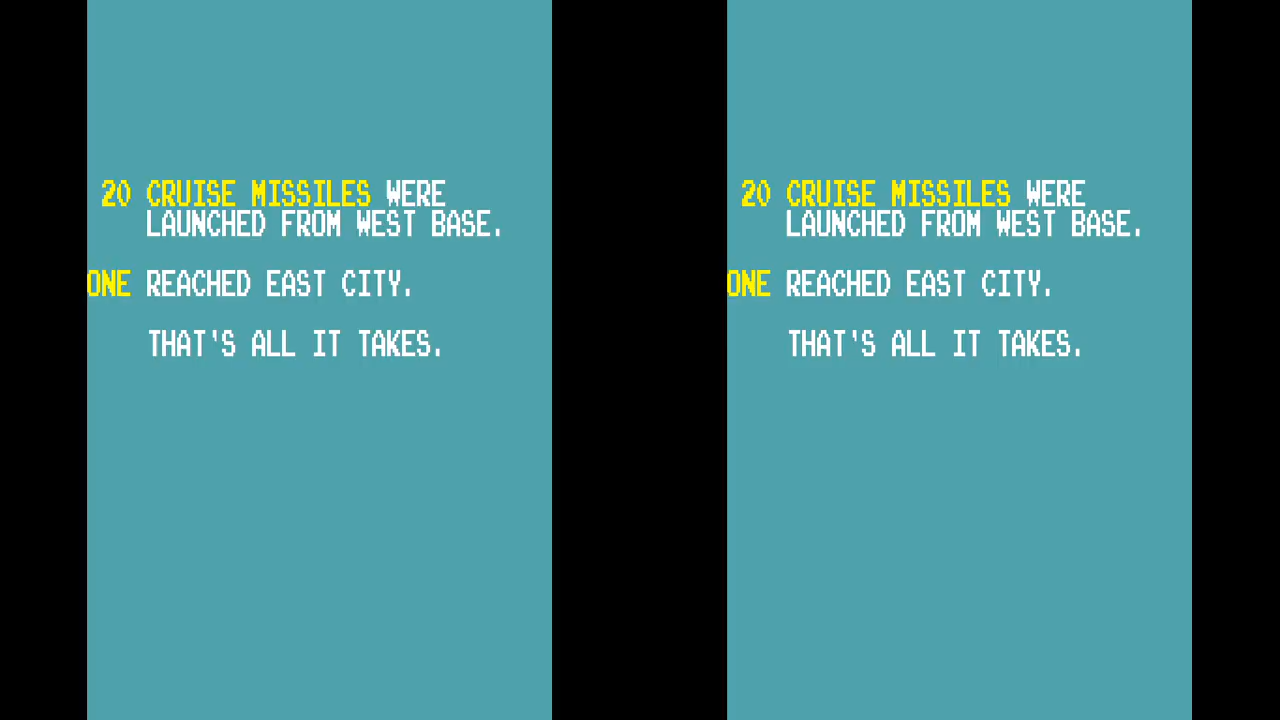 20 CRUISE MISSILES WERE
LAUNCHED FROM WEST BASE.
ONE REACHED EAST CITY.
THAT'S ALL IT TAKES.
20 CRUISE MISSILES WERE
LAUNCHED FROM WEST BASE.
ONE REACHED EAST CITY.
THAT'S ALL IT TAKES.